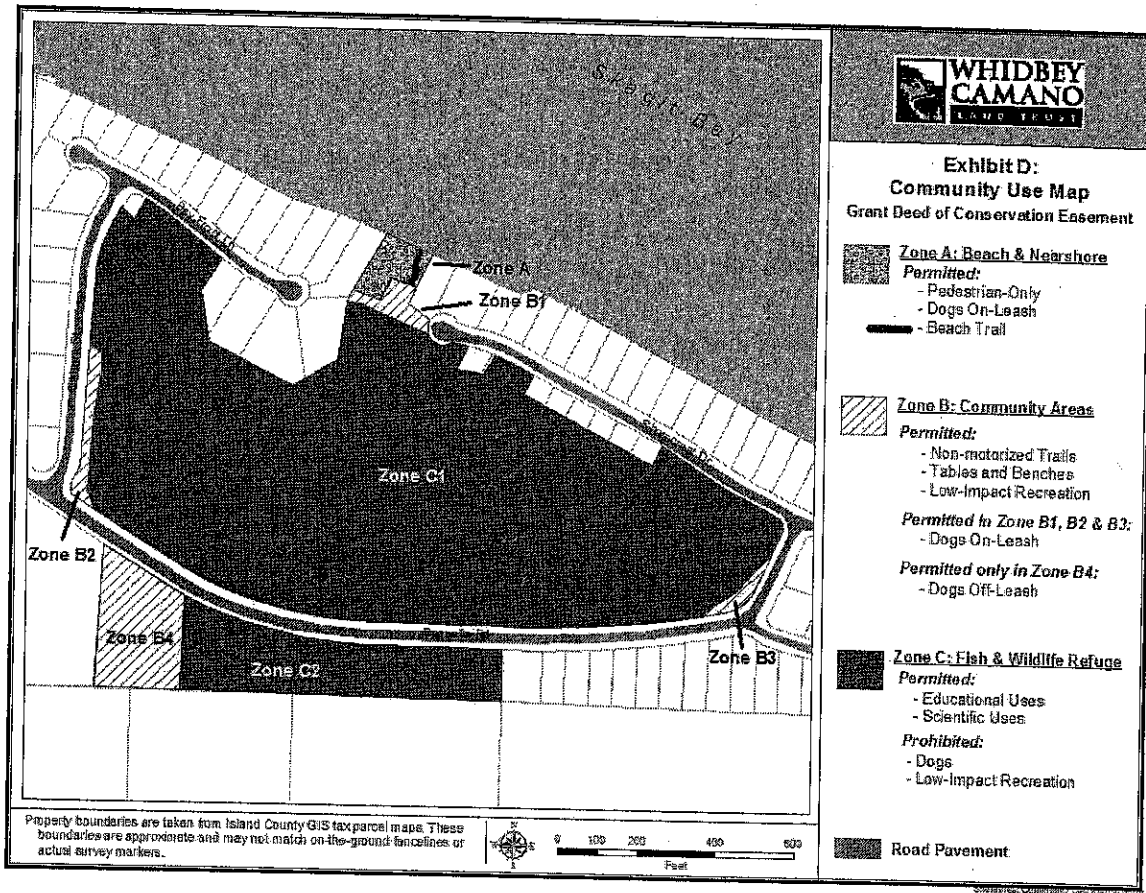 Skagit Bay
WHIDBEY
CAMANO
LAND TRUST
Exhibit D:
Community Use Map
Grant Deed of Conservation Easement
Zone A: Beach & Nearshore
Permitted:
- Pedestrian-Only
- Dogs On-Leash
- Beach Trail
Zone B: Community Areas
Permitted:
- Non-motorized Trails
- Tables and Benches
- Low-Impact Recreation
Permitted in Zone B1, B2 & B3:
- Dogs On-Leash
Permitted only in Zone B4:
- Dogs Off-Leash
Zone C: Fish & Wildlife Refuge
Permitted:
- Educational Uses
- Scientific Uses
Prohibited:
- Dogs
- Low-Impact Recreation
Road Pavement
Zone A
Zone B1
Zone C1
Zone B2
Zone B4
Zone C2
Zone B3
Property boundaries are taken from Island County GIS tax parcel maps. These
boundaries are approximate and may not match on-the-ground fencelines or
actual survey markers.
N
W
E
S
0 100 200 400 600
Feet